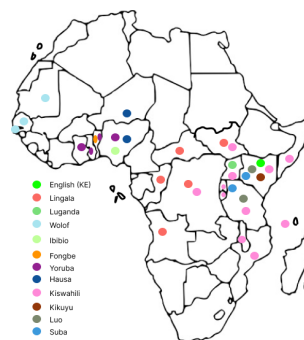 English (KE)
Lingala
Luganda
Wolof
Ibibio
Fongbe
Yoruba
Hausa
Kiswahili
Kikuyu
Luo
Suba